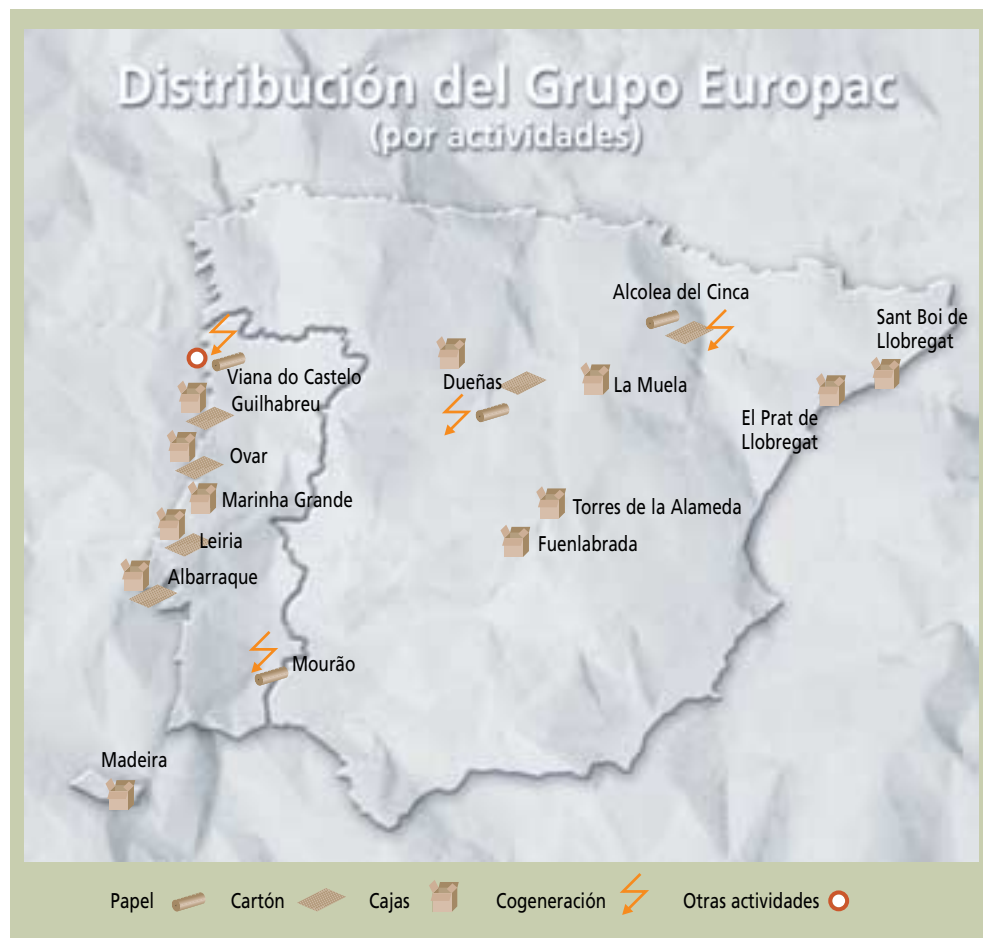 Distribución del Grupo Europac
(por actividades)
Alcolea del Cinca
Sant Boi de
Llobregat
Viana do Castelo
Dueñas
La Muela
Guilhabreu
El Prat de
Llobregat
Ovar
Marinha Grande
Torres de la Alameda
Leiria
Fuenlabrada
Albarraque
Mourão
Madeira
Papel Cartón Cajas Cogeneración Otras actividades